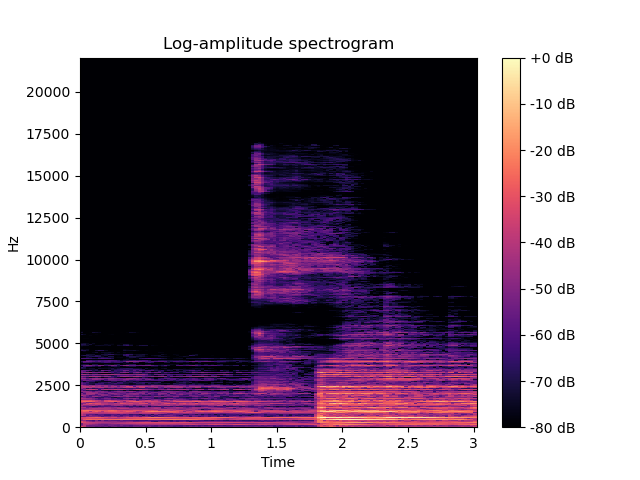 Log-amplitude spectrogram
Hz
20000
17500
15000
12500
10000
7500
5000
2500
0
0 0.5 1 1.5 2 2.5 3
Time
+0 dB
-10 dB
-20 dB
-30 dB
-40 dB
-50 dB
-60 dB
-70 dB
-80 dB